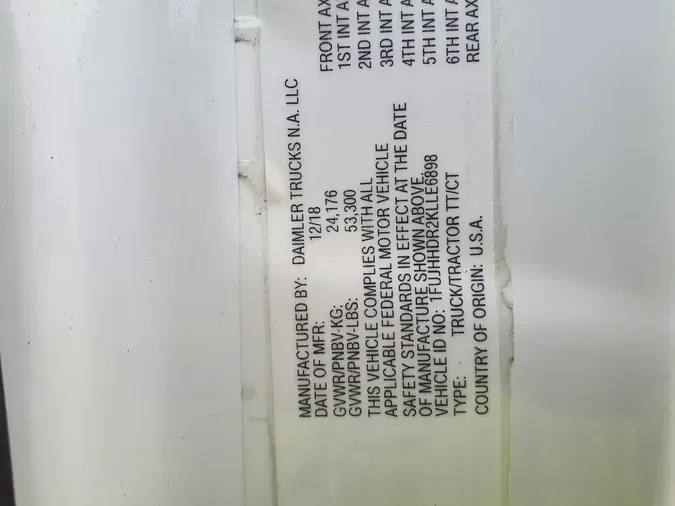 MANUFACTURED BY: DAIMLER TRUCKS N.A. LLC
DATE OF MFR: 12/18
GVWR/PNBV-KG: 24,176
GVWR/PNBV-LBS: 53,300
THIS VEHICLE COMPLIES WITH ALL
APPLICABLE FEDERAL MOTOR VEHICLE
SAFETY STANDARDS IN EFFECT AT THE DATE
OF MANUFACTURE SHOWN ABOVE.
VEHICLE ID NO: 1FUJHHDR2KLLE6898
TYPE: TRUCK/TRACTOR TT/CT
COUNTRY OF ORIGIN: U.S.A.
FRONT AX
1ST INT A
2ND INT A
3RD INT A
4TH INT A
5TH INT A
6TH INT A
REAR AX